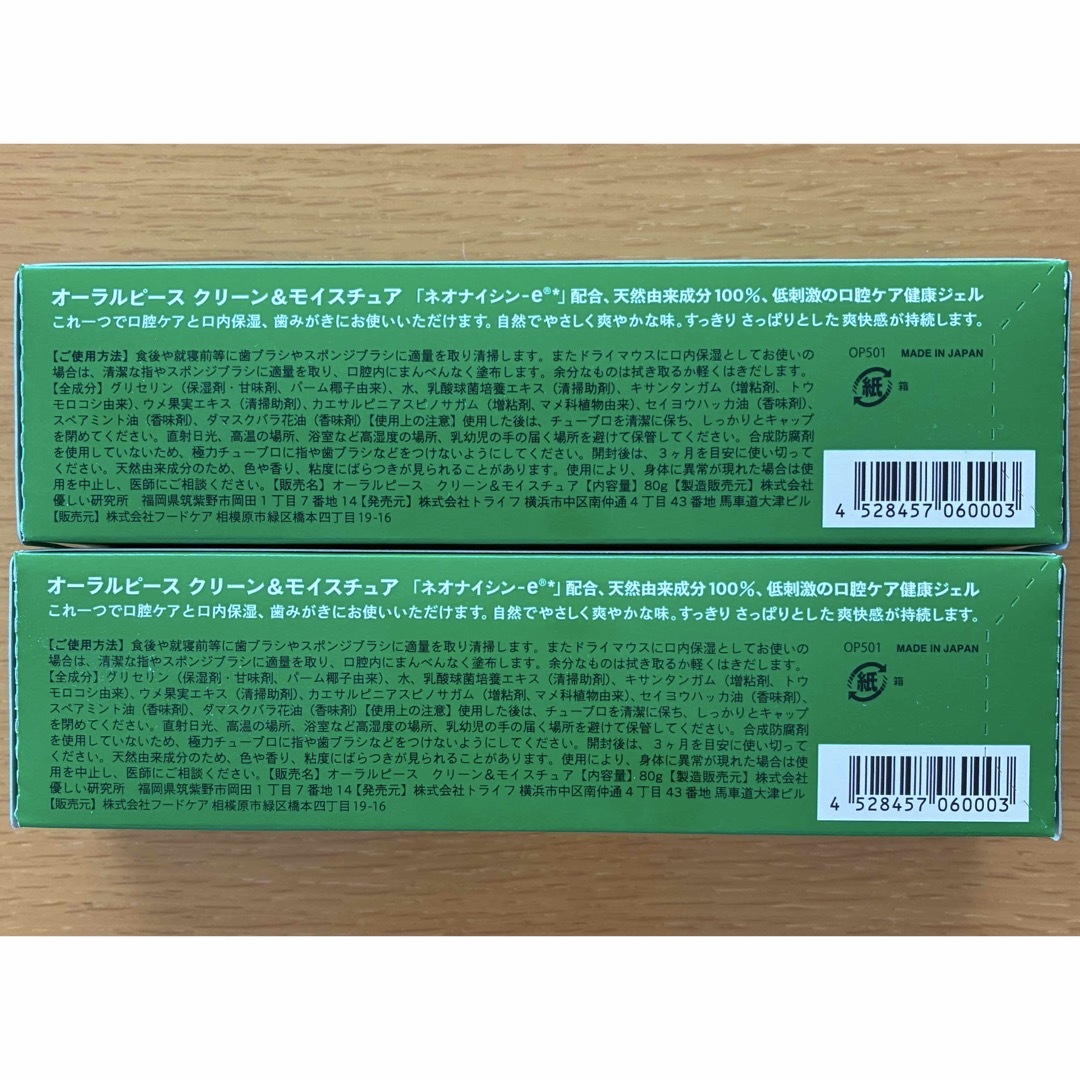 オーラルピース クリーン&モイスチュア 「ネオナイシン-e®*」配合、天然由来成分100%、低刺激の口腔ケア健康ジェル
これ一つで口腔ケアと口内保湿、歯みがきにお使いいただけます。自然でやさしく爽やかな味。すっきり さっぱりとした 爽快感が持続します。
【ご使用方法】食後や就寝前等に歯ブラシやスポンジブラシに適量を取り清掃します。またドライマウスに口内保湿としてお使いの
場合は、清潔な指やスポンジブラシに適量を取り、口腔内にまんべんなく塗布します。余分なものは拭き取るか軽くはきだします。
【全成分】グリセリン（保湿剤・甘味剤、パーム椰子由来）、水、乳酸球菌培養エキス（清掃助剤）、キサンタンガム（増粘剤、トウ
モロコシ由来）、ウメ果実エキス（清掃助剤）、カエサルピニアスピノサガム（増粘剤、マメ科植物由来）、セイヨウハッカ油（香味剤）、
スペアミント油（香味剤）、ダマスクバラ花油（香味剤）【使用上の注意】使用した後は、チューブ口を清潔に保ち、しっかりとキャップ
を閉めてください。直射日光、高温の場所、浴室など高湿度の場所、乳幼児の手の届く場所を避けて保管してください。合成防腐剤
を使用していないため、極力チューブ口に指や歯ブラシなどをつけないようにしてください。開封後は、3ヶ月を目安に使い切って
ください。天然由来成分のため、色や香り、粘度にばらつきが見られることがあります。使用により、身体に異常が現れた場合は使
用を中止し、医師にご相談ください。【販売名】オーラルピース クリーン&モイスチュア【内容量】80g【製造販売元】株式会社
優しい研究所 福岡県筑紫野市岡田1丁目7番地14【発売元】株式会社トライフ 横浜市中区南仲通4丁目43番地 馬車道大津ビル
【販売元】株式会社フードケア 相模原市緑区橋本四丁目19-16
OP501 MADE IN JAPAN
紙 箱
4 528457 060003
オーラルピース クリーン&モイスチュア 「ネオナイシン-e®*」配合、天然由来成分100%、低刺激の口腔ケア健康ジェル
これ一つで口腔ケアと口内保湿、歯みがきにお使いいただけます。自然でやさしく爽やかな味。すっきり さっぱりとした 爽快感が持続します。
【ご使用方法】食後や就寝前等に歯ブラシやスポンジブラシに適量を取り清掃します。またドライマウスに口内保湿としてお使いの
場合は、清潔な指やスポンジブラシに適量を取り、口腔内にまんべんなく塗布します。余分なものは拭き取るか軽くはきだします。
【全成分】グリセリン（保湿剤・甘味剤、パーム椰子由来）、水、乳酸球菌培養エキス（清掃助剤）、キサンタンガム（増粘剤、トウ
モロコシ由来）、ウメ果実エキス（清掃助剤）、カエサルピニアスピノサガム（増粘剤、マメ科植物由来）、セイヨウハッカ油（香味剤）、
スペアミント油（香味剤）、ダマスクバラ花油（香味剤）【使用上の注意】使用した後は、チューブ口を清潔に保ち、しっかりとキャップ
を閉めてください。直射日光、高温の場所、浴室など高湿度の場所、乳幼児の手の届く場所を避けて保管してください。合成防腐剤
を使用していないため、極力チューブ口に指や歯ブラシなどをつけないようにしてください。開封後は、3ヶ月を目安に使い切って
ください。天然由来成分のため、色や香り、粘度にばらつきが見られることがあります。使用により、身体に異常が現れた場合は使
用を中止し、医師にご相談ください。【販売名】オーラルピース クリーン&モイスチュア【内容量】80g【製造販売元】株式会社
優しい研究所 福岡県筑紫野市岡田1丁目7番地14【発売元】株式会社トライフ 横浜市中区南仲通4丁目43番地 馬車道大津ビル
【販売元】株式会社フードケア 相模原市緑区橋本四丁目19-16
OP501 MADE IN JAPAN
紙 箱
4 528457 060003